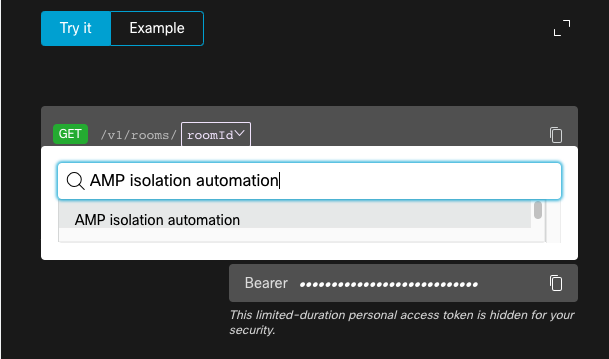 Try it
Example
GET /v1/rooms/ roomId
AMP isolation automation
AMP isolation automation
Bearer ••••••••••••••••••••••••••••
This limited-duration personal access token is hidden for your
security.